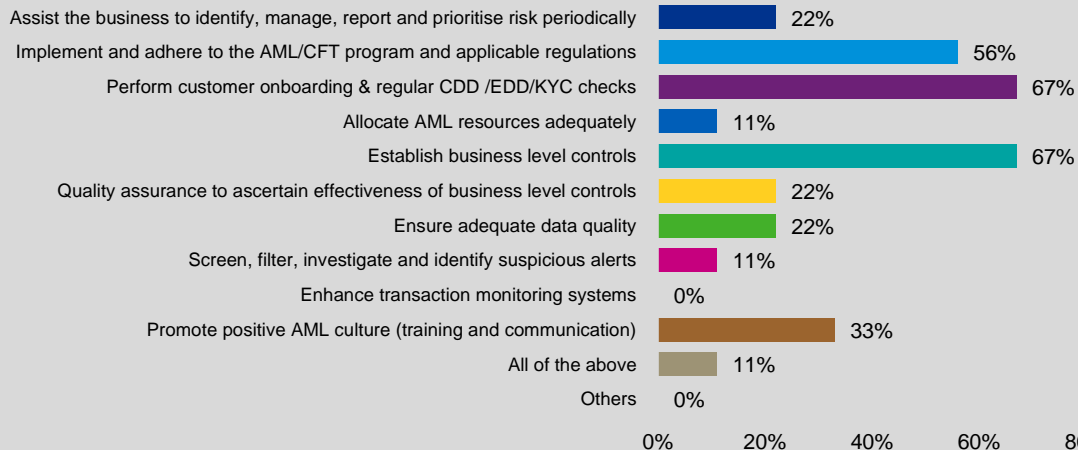 Assist the business to identify, manage, report and prioritise risk periodically 22%
Implement and adhere to the AML/CFT program and applicable regulations 56%
Perform customer onboarding & regular CDD /EDD/KYC checks 67%
Allocate AML resources adequately 11%
Establish business level controls 67%
Quality assurance to ascertain effectiveness of business level controls 22%
Ensure adequate data quality 22%
Screen, filter, investigate and identify suspicious alerts 11%
Enhance transaction monitoring systems 0%
Promote positive AML culture (training and communication) 33%
All of the above 11%
Others 0%
0% 20% 40% 60%